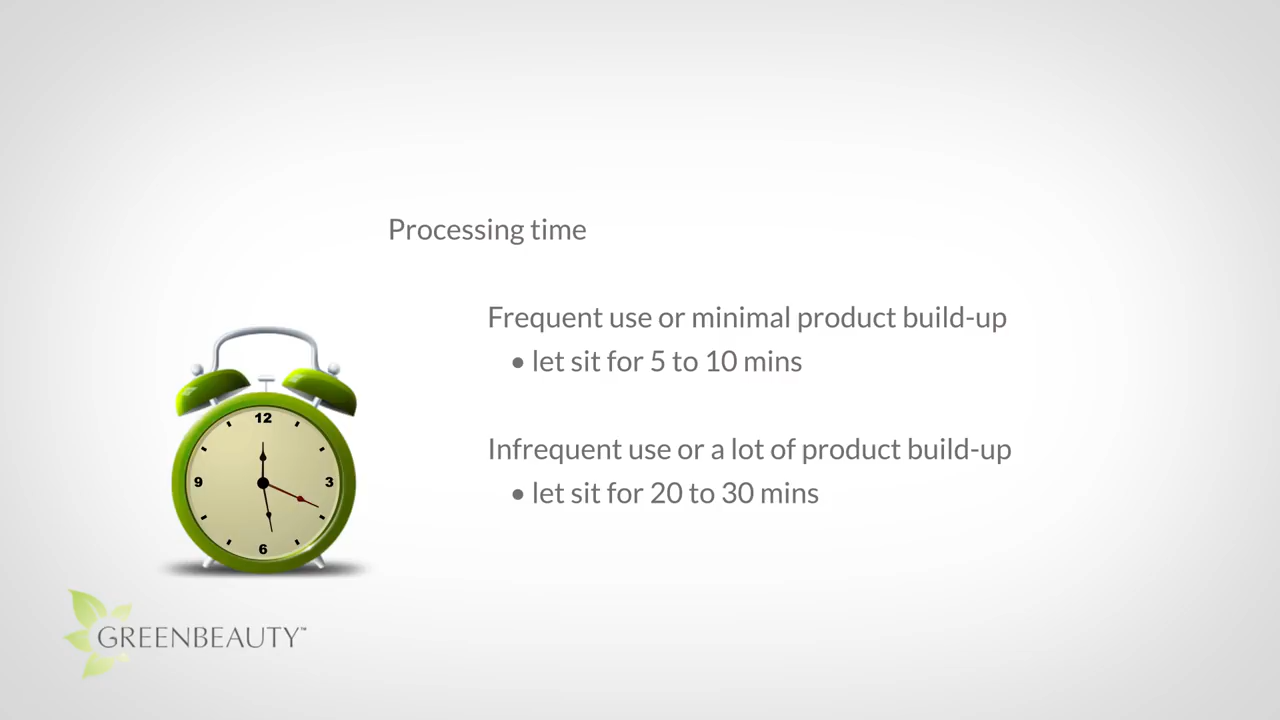 Processing time
Frequent use or minimal product build-up
• let sit for 5 to 10 mins
Infrequent use or a lot of product build-up
• let sit for 20 to 30 mins
12
9
3
6
GREENBEAUTY™